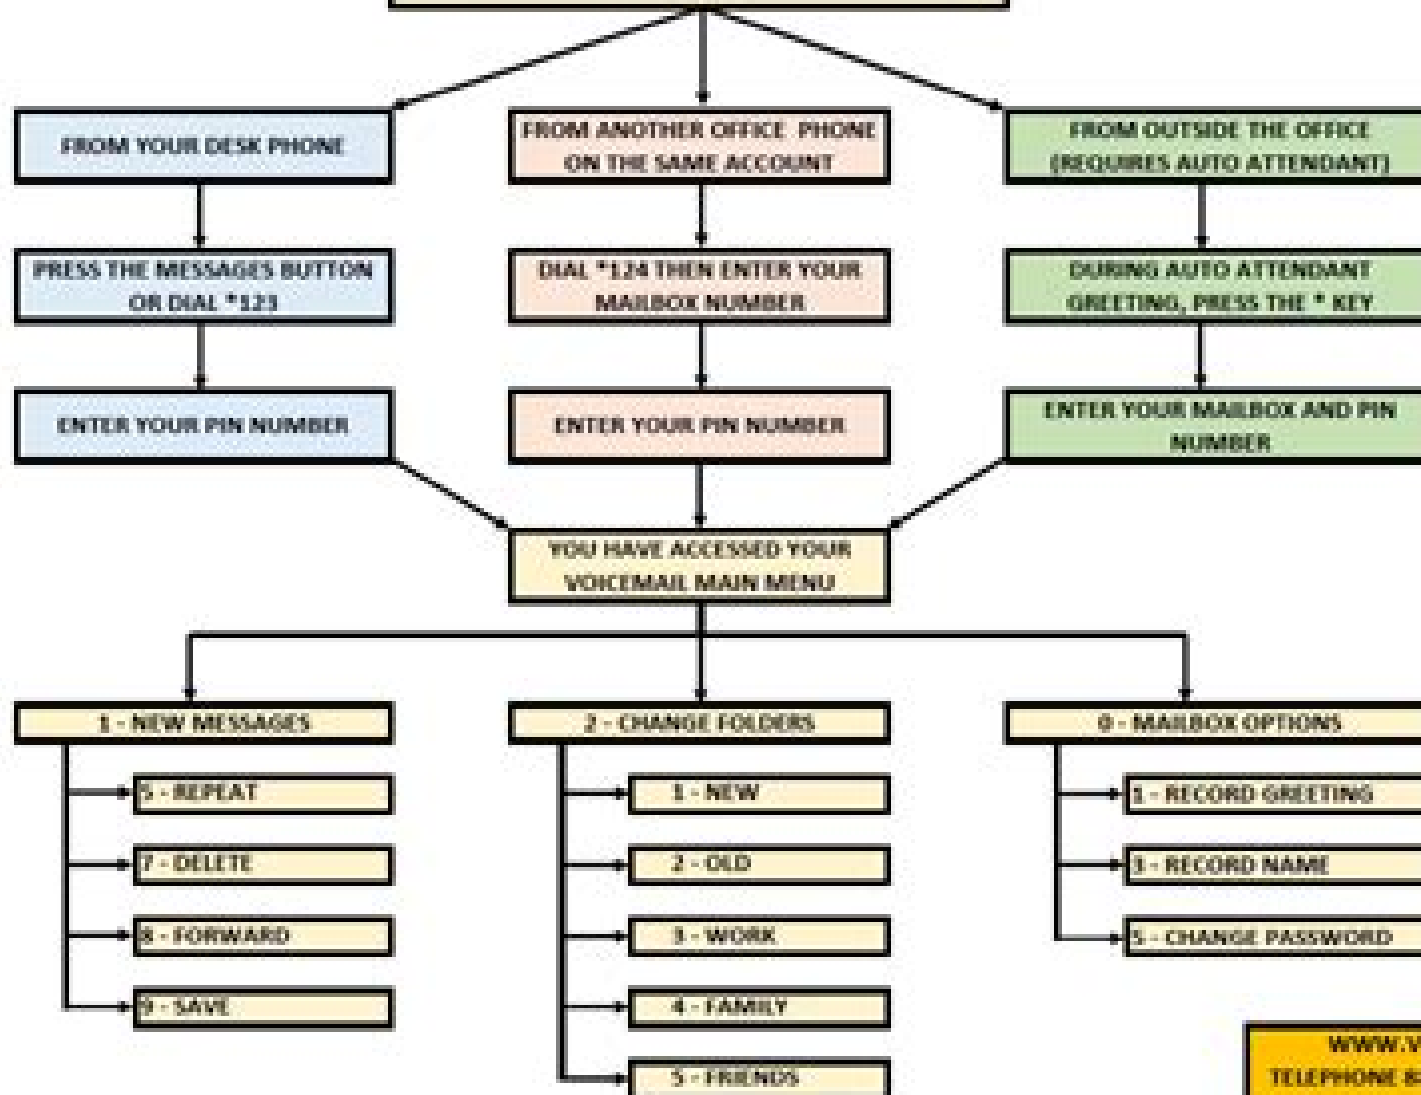 FROM YOUR DESK PHONE
FROM ANOTHER OFFICE PHONE
ON THE SAME ACCOUNT
FROM OUTSIDE THE OFFICE
(REQUIRES AUTO ATTENDANT)
PRESS THE MESSAGES BUTTON
OR DIAL *123
DIAL *124 THEN ENTER YOUR
MAILBOX NUMBER
DURING AUTO ATTENDANT
GREETING, PRESS THE * KEY
ENTER YOUR PIN NUMBER
ENTER YOUR PIN NUMBER
ENTER YOUR MAILBOX AND PIN
NUMBER
YOU HAVE ACCESSED YOUR
VOICEMAIL MAIN MENU
1 - NEW MESSAGES
5 - REPEAT
7 - DELETE
8 - FORWARD
9 - SAVE
2 - CHANGE FOLDERS
1 - NEW
2 - OLD
3 - WORK
4 - FAMILY
5 - FRIENDS
0 - MAILBOX OPTIONS
1 - RECORD GREETING
3 - RECORD NAME
5 - CHANGE PASSWORD
WWW.
TELEPHONE